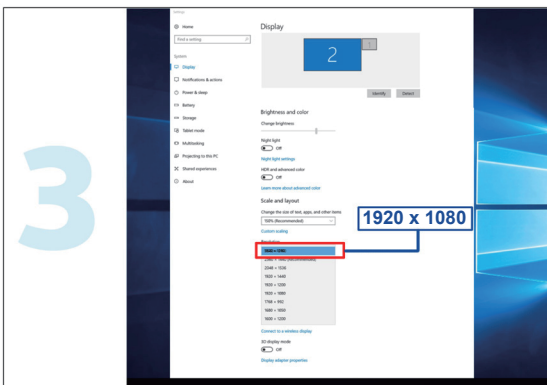 3
Settings
Home
Display
Find a setting
System
Display
Notifications & actions
Power & sleep
Battery
Storage
Tablet mode
Multitasking
Projecting to this PC
Shared experiences
About
2
1
Identify
Detect
Brightness and color
Change brightness
Night light
Off
Night light settings
HDR and advanced color
Off
Learn more about advanced color
Scale and layout
Change the size of text, apps, and other items
100% (Recommended)
Custom scaling
1920 x 1080
2048 × 1536
1920 × 1440
1920 × 1200
1920 × 1080
1680 × 1050
1600 × 1200
Connect to a wireless display
3D display mode
Off
Display adapter properties